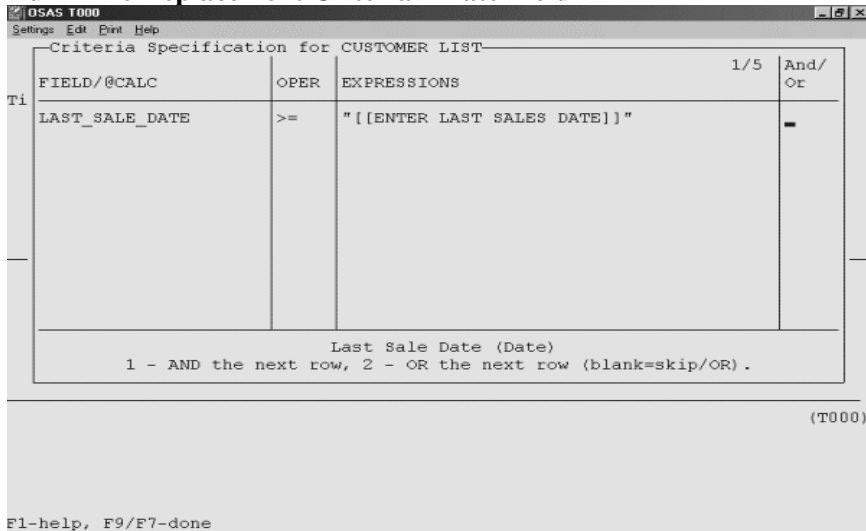 OSAS T000
Settings Edit Print Help
Criteria Specification for CUSTOMER LIST
1/5 And/
FIELD/@CALC OPER EXPRESSIONS Or
Ti
LAST_SALE_DATE >= "[[ENTER LAST SALES DATE]]"
Last Sale Date (Date)
1 - AND the next row, 2 - OR the next row (blank=skip/OR).
(T000)
F1-help, F9/F7-done